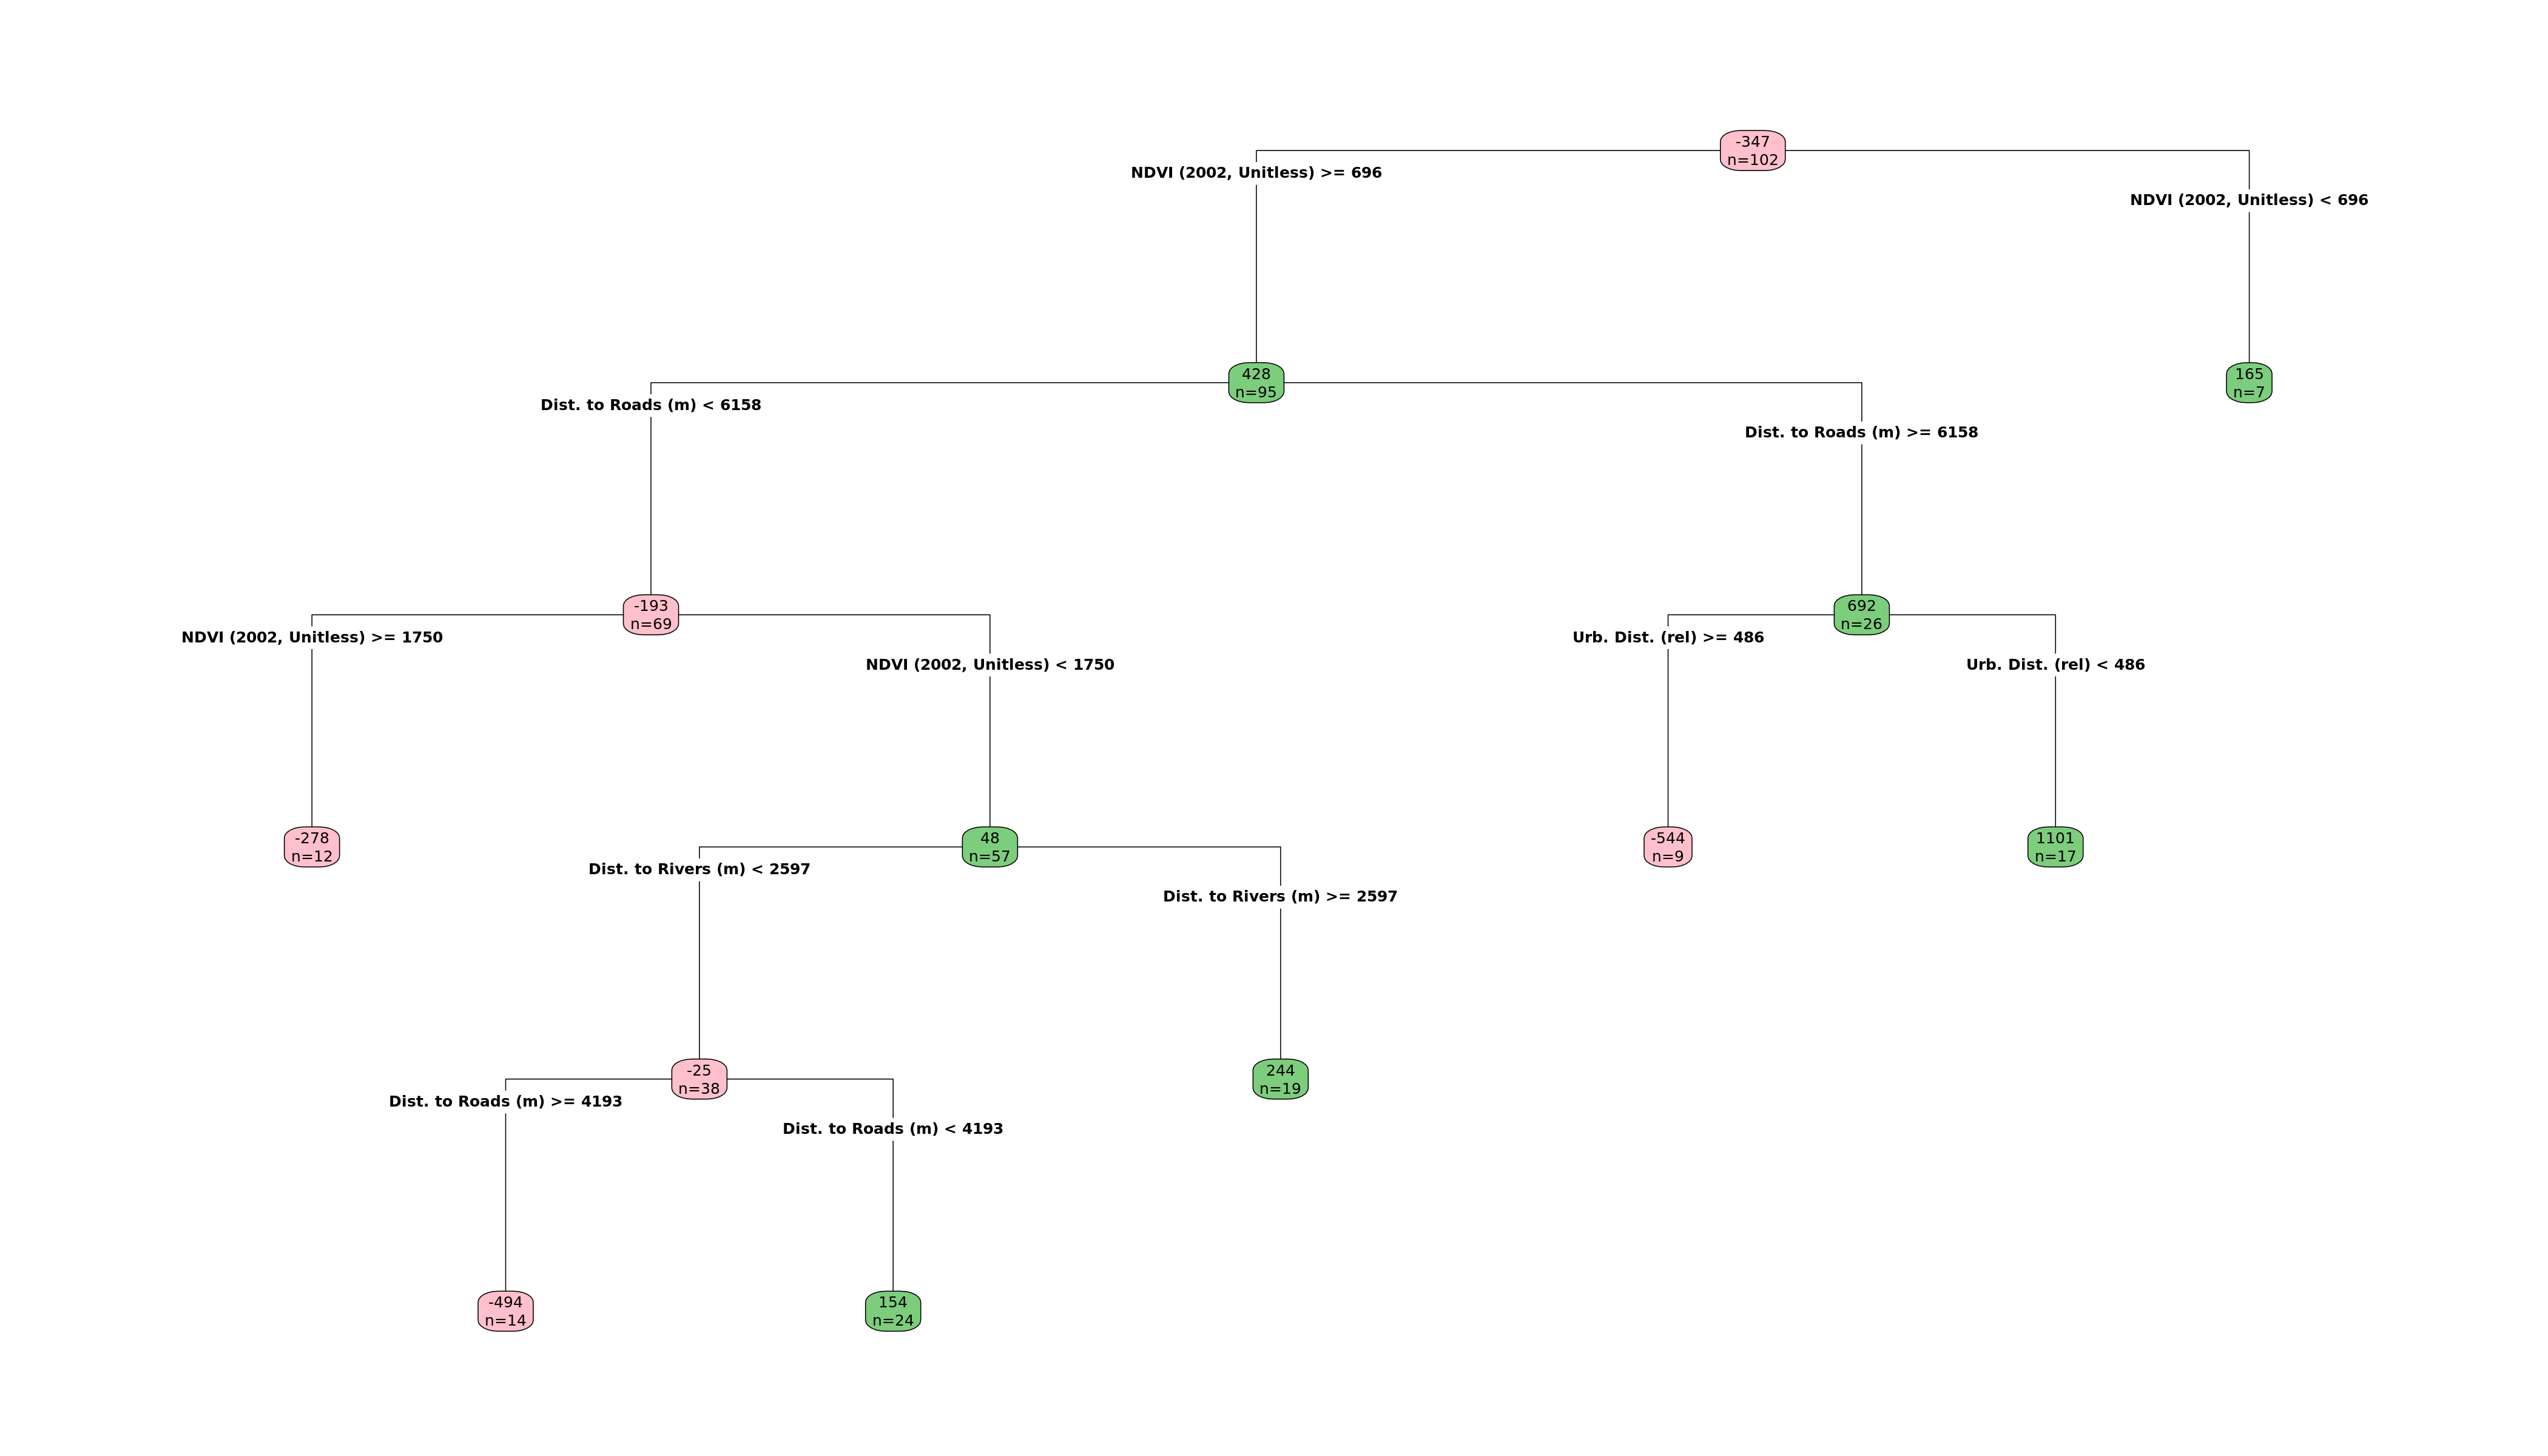 -347
n=102
NDVI (2002, Unitless) >= 696
NDVI (2002, Unitless) < 696
428
n=95
165
n=7
Dist. to Roads (m) < 6158
Dist. to Roads (m) >= 6158
-193
n=69
692
n=26
NDVI (2002, Unitless) >= 1750
NDVI (2002, Unitless) < 1750
Urb. Dist. (rel) >= 486
Urb. Dist. (rel) < 486
-278
n=12
48
n=57
-544
n=9
1101
n=17
Dist. to Rivers (m) < 2597
Dist. to Rivers (m) >= 2597
-25
n=38
244
n=19
Dist. to Roads (m) >= 4193
Dist. to Roads (m) < 4193
-494
n=14
154
n=24